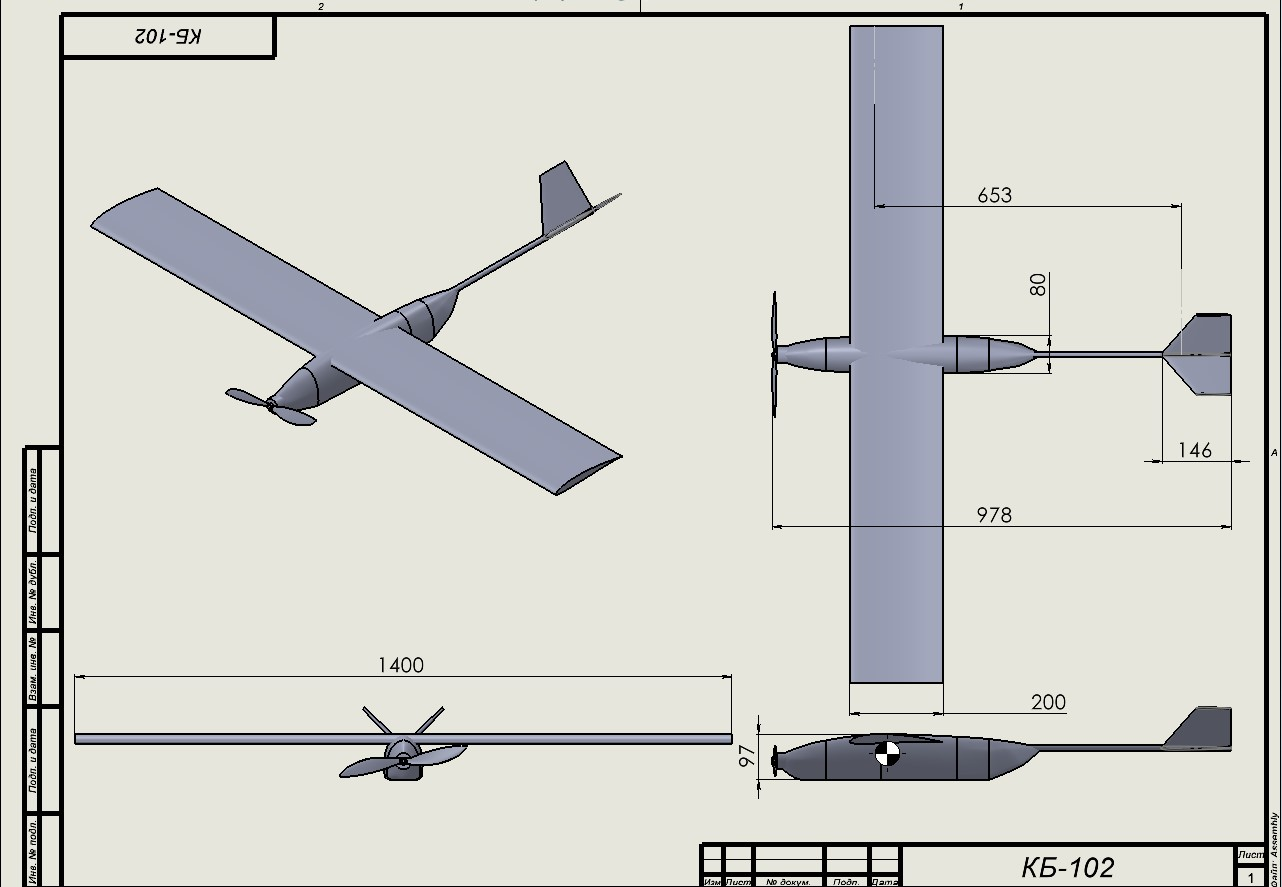 2
1
КБ-102
653
80
146
978
1400
200
97
А
Подп. и дата
Инв. № дубл.
Взам. инв. №
Подп. и дата
Инв. № подл.
Изм
Лист
№ докум.
Подп.
Дата
КБ-102
Лист
1
Assembly